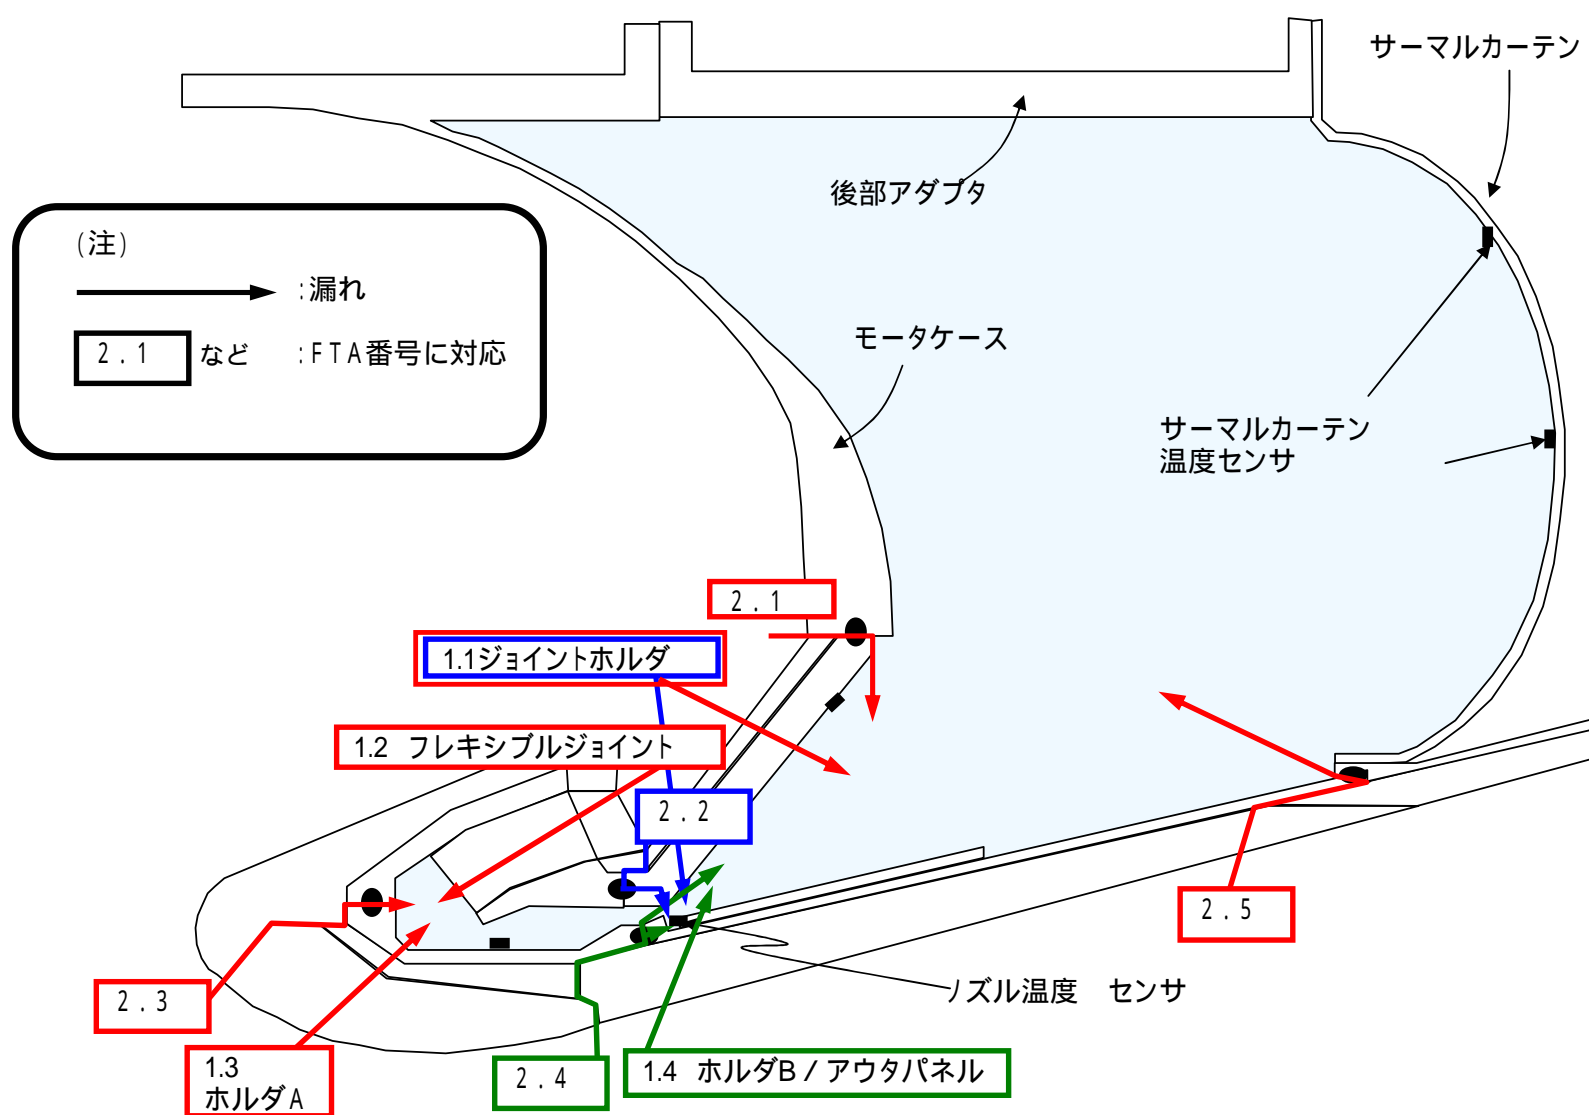 サーマルカーテン
後部アダプタ
(注)
:漏れ
2.1 など :FTA番号に対応
モータケース
サーマルカーテン
温度センサ
2.1
1.1ジョイントホルダ
1.2 フレキシブルジョイント
2.2
2.5
2.3
ノズル温度 センサ
1.3
ホルダA
2.4
1.4 ホルダB/アウタパネル